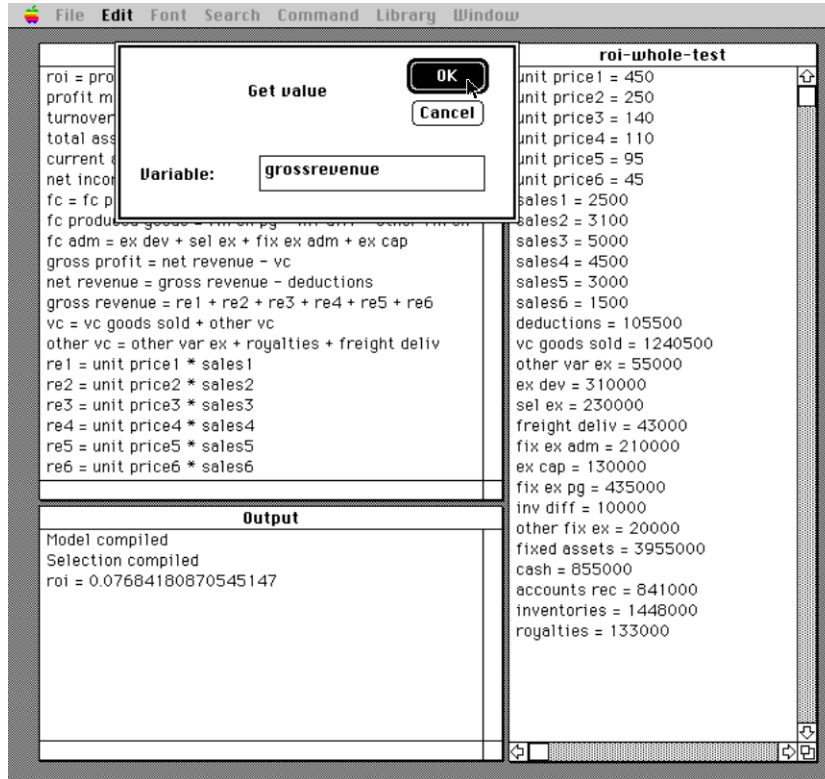 File Edit Font Search Command Library Window
roi-whole-test
OK
Get value
Cancel
Variable:
grossrevenue
roi = pro
profit m
turnover
total ass
current
net incor
fc = fc p
fc adm = ex dev + sel ex + fix ex adm + ex cap
gross profit = net revenue - vc
net revenue = gross revenue - deductions
gross revenue = re1 + re2 + re3 + re4 + re5 + re6
vc = vc goods sold + other vc
other vc = other var ex + royalties + freight deliv
re1 = unit price1 * sales1
re2 = unit price2 * sales2
re3 = unit price3 * sales3
re4 = unit price4 * sales4
re5 = unit price5 * sales5
re6 = unit price6 * sales6
Output
Model compiled
Selection compiled
roi = 0.07684180870545147
unit price1 = 450
unit price2 = 250
unit price3 = 140
unit price4 = 110
unit price5 = 95
unit price6 = 45
sales1 = 2500
sales2 = 3100
sales3 = 5000
sales4 = 4500
sales5 = 3000
sales6 = 1500
deductions = 105500
vc goods sold = 1240500
other var ex = 55000
ex dev = 310000
sel ex = 230000
freight deliv = 43000
fix ex adm = 210000
ex cap = 130000
fix ex pg = 435000
inv diff = 10000
other fix ex = 20000
fixed assets = 3955000
cash = 855000
accounts rec = 841000
inventories = 1448000
royalties = 133000